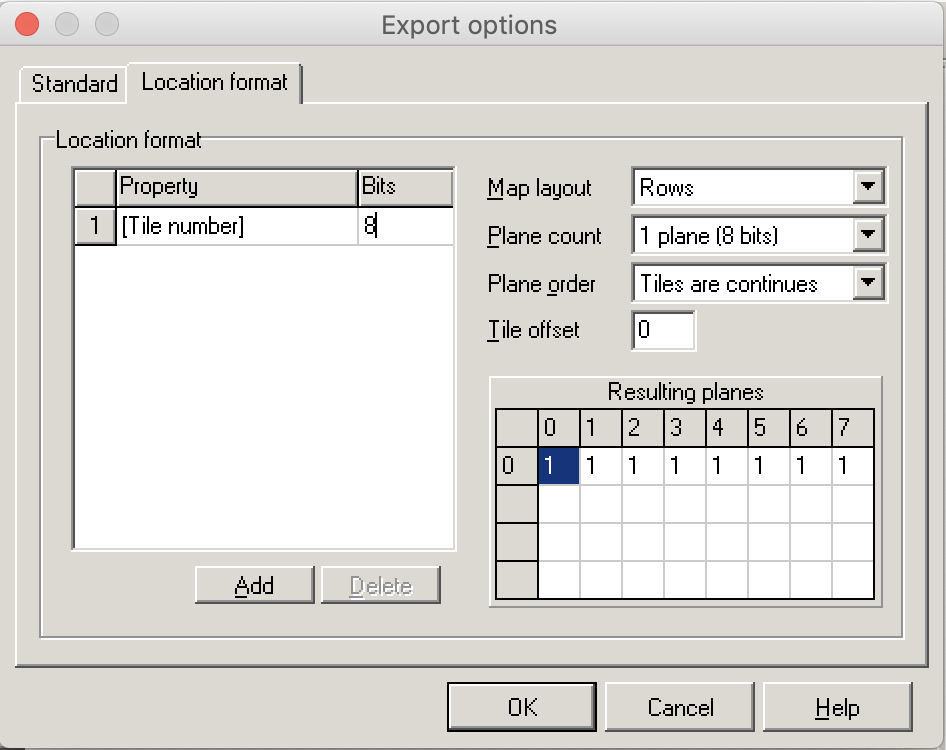 Export options
Standard
Location format
Location format
Property Bits
1 [Tile number] 8
Map layout Rows
Plane count 1 plane (8 bits)
Plane order Tiles are continues
Tile offset 0
Resulting planes
0 1 2 3 4 5 6 7
0 1 1 1 1 1 1 1 1
Add Delete
OK Cancel Help